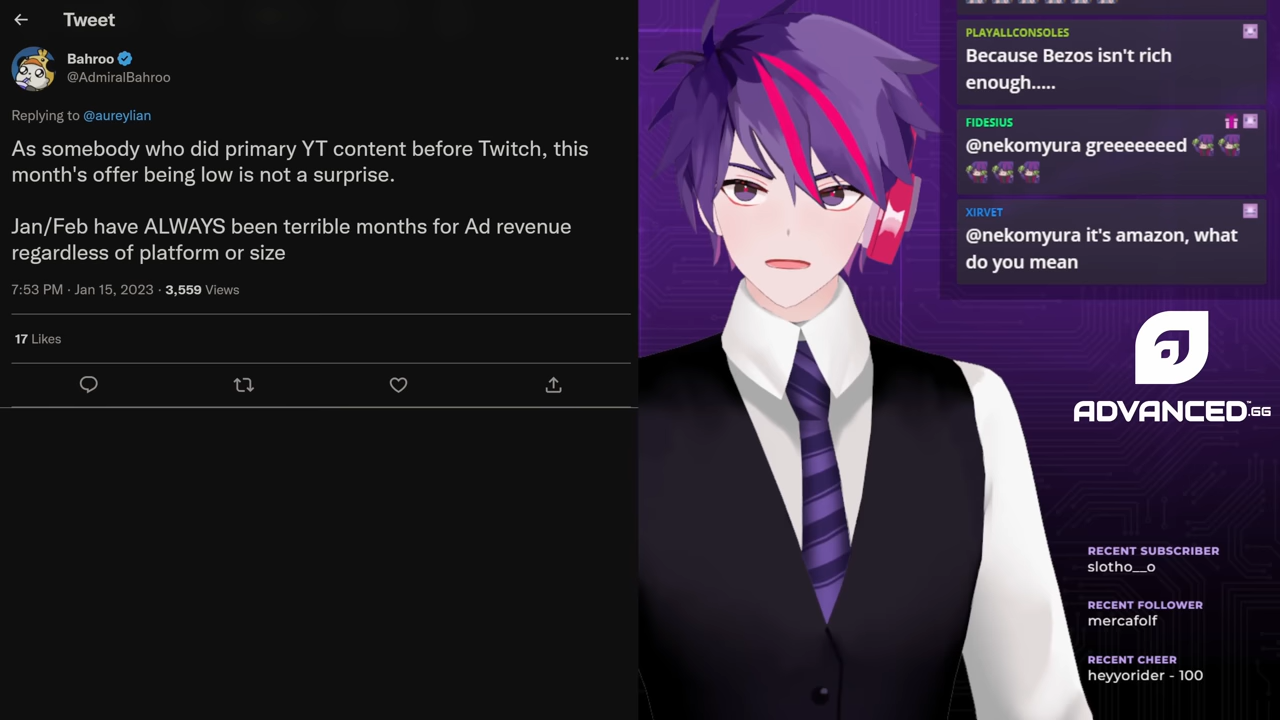 Tweet
Bahroo
@AdmiralBahroo
Replying to @aureylian
As somebody who did primary YT content before Twitch, this
month's offer being low is not a surprise.
Jan/Feb have ALWAYS been terrible months for Ad revenue
regardless of platform or size
7:53 PM · Jan 15, 2023 · 3,559 Views
17 Likes
PLAYALLCONSOLES
Because Bezos isn't rich
enough.....
FIDESIUS
@nekomyura greeeeeeed
XIRVET
@nekomyura it's amazon, what
do you mean
ADVANCED.GG
RECENT SUBSCRIBER
slotho__o
RECENT FOLLOWER
mercafolf
RECENT CHEER
heyyorider - 100